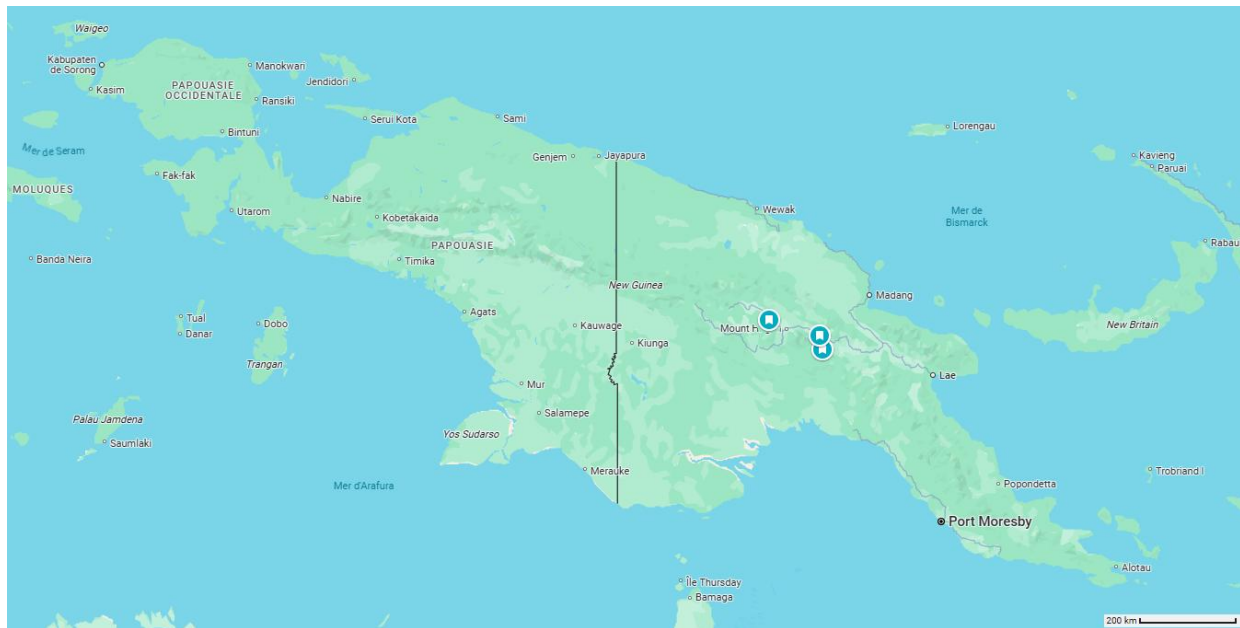 Waigeo
Kabupaten
de Sorong
Manokwari
Kasim
PAPOUASIE
OCCIDENTALE
Jendidori
Ransiki
Serui Kota
Sami
Lorengau
Bintuni
Mer de Seram
Genjem
Jayapura
Kavieng
Paruai
Fak-fak
MOLUQUES
Nabire
Utarom
Kobetakaida
Wewak
Mer de
Bismarck
PAPOUASIE
Banda Neira
Timika
New Guinea
Madang
Agats
Tual
Danar
Dobo
Kauwage
Mount
New Britain
Kiunga
Trangan
Lae
Mur
Salamepe
Palau Jamdena
Saumlaki
Yos Sudarso
Merauke
Trobriand I
Mer d'Arafura
Popondetta
Port Moresby
Alotau
Île Thursday
Bamaga
200 km